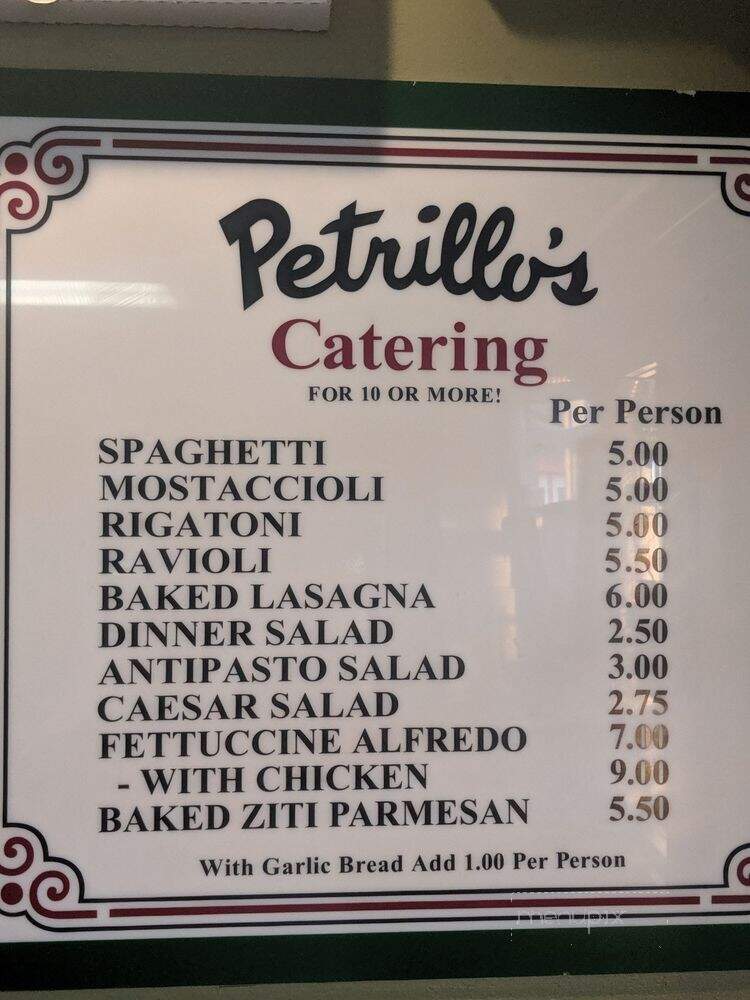 Petrillo's
Catering
FOR 10 OR MORE!
Per Person
SPAGHETTI 5.00
MOSTACCIOLI 5.00
RIGATONI 5.00
RAVIOLI 5.50
BAKED LASAGNA 6.00
DINNER SALAD 2.50
ANTIPASTO SALAD 3.00
CAESAR SALAD 2.75
FETTUCCINE ALFREDO 7.00
- WITH CHICKEN 9.00
BAKED ZITI PARMESAN 5.50
With Garlic Bread Add 1.00 Per Person
menupix